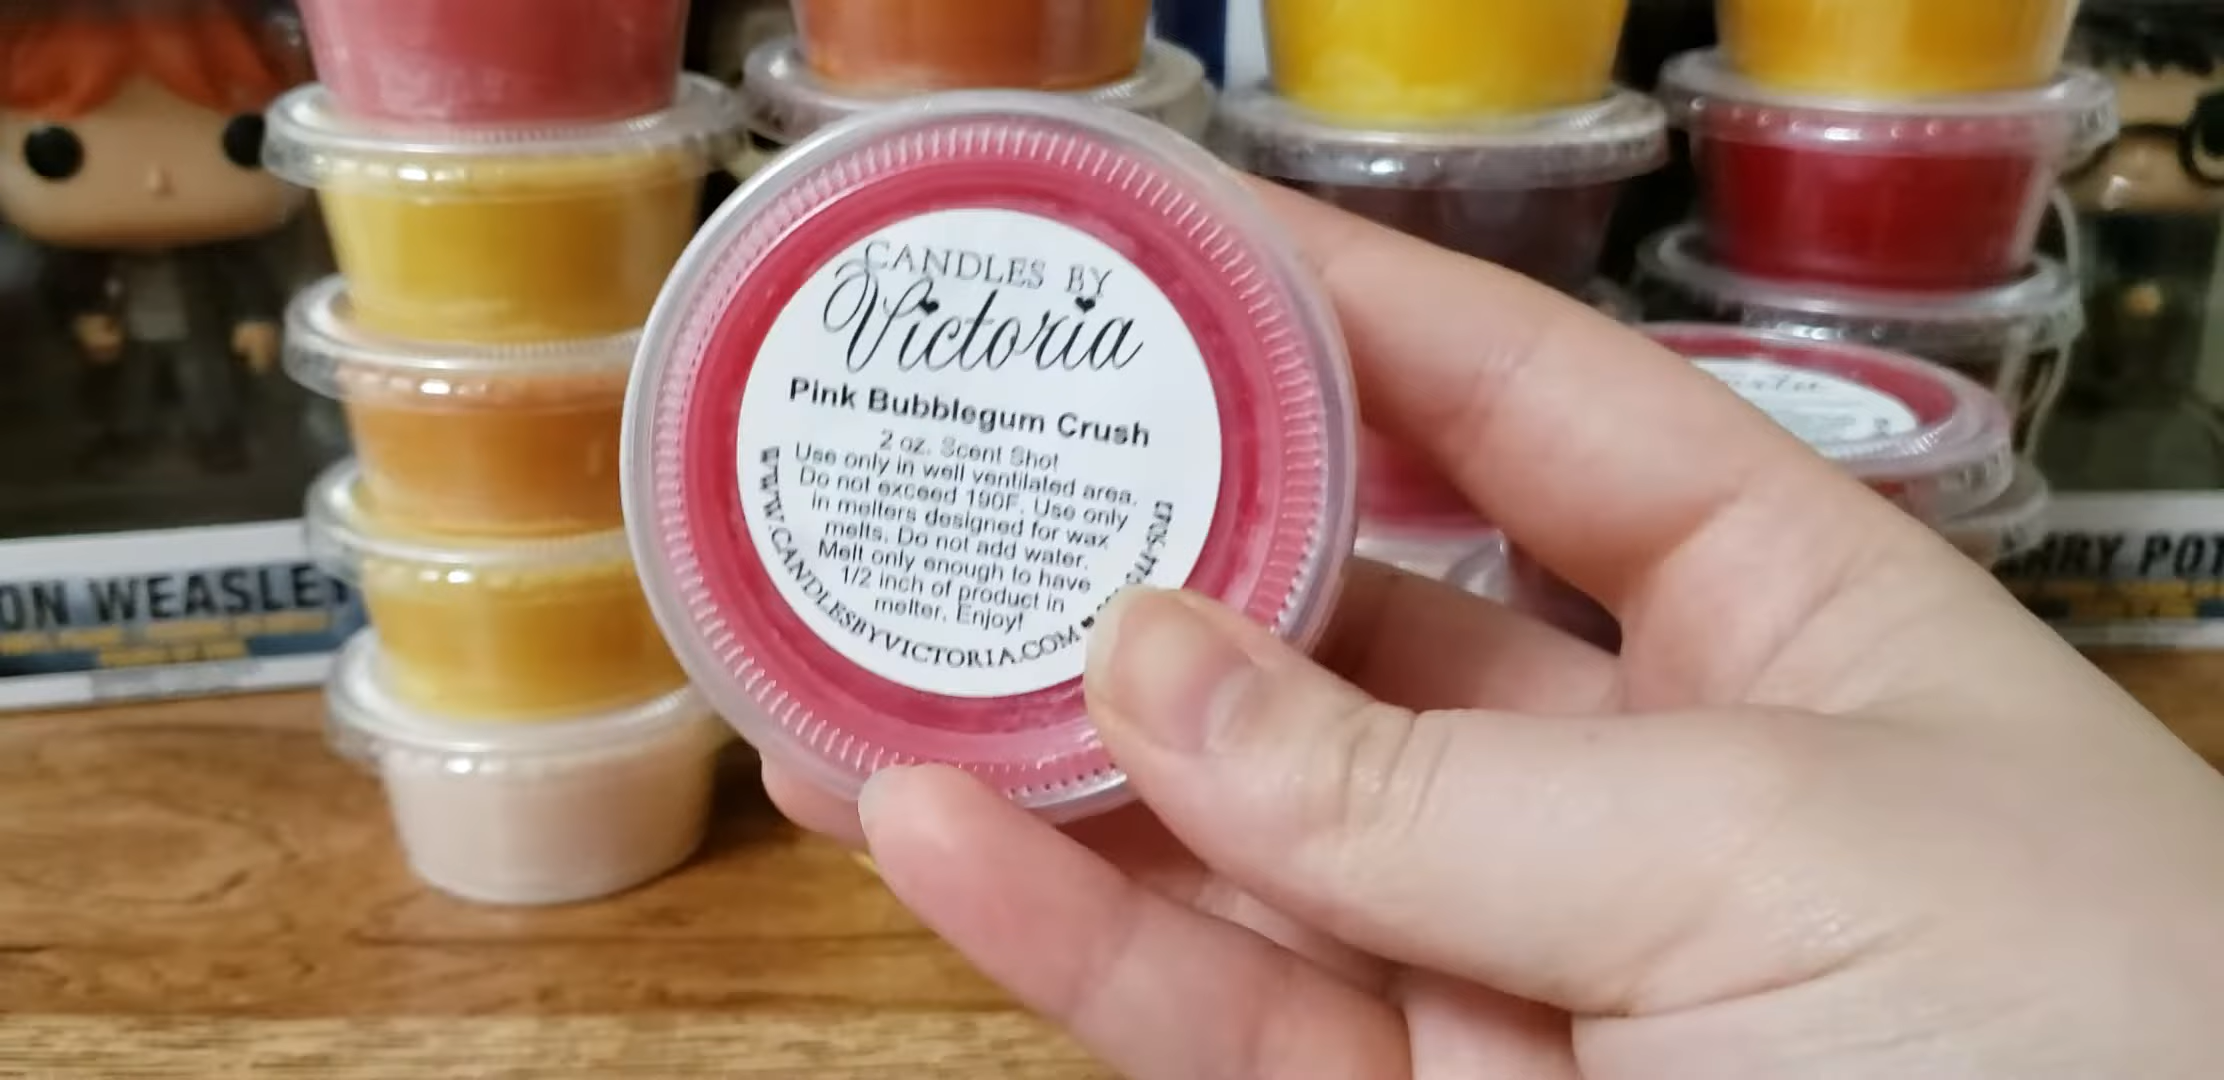 CANDLES BY
Victoria
Pink Bubblegum Crush
2 oz. Scent Shot
Use only in well ventilated area.
Do not exceed 190F. Use only
in melters designed for wax
melts. Do not add water.
Melt only enough to have
1/2 inch of product in
melter. Enjoy!
WWW.CANDLESBYVICTORIA.COM
ON WEASLEY
ARRY POT